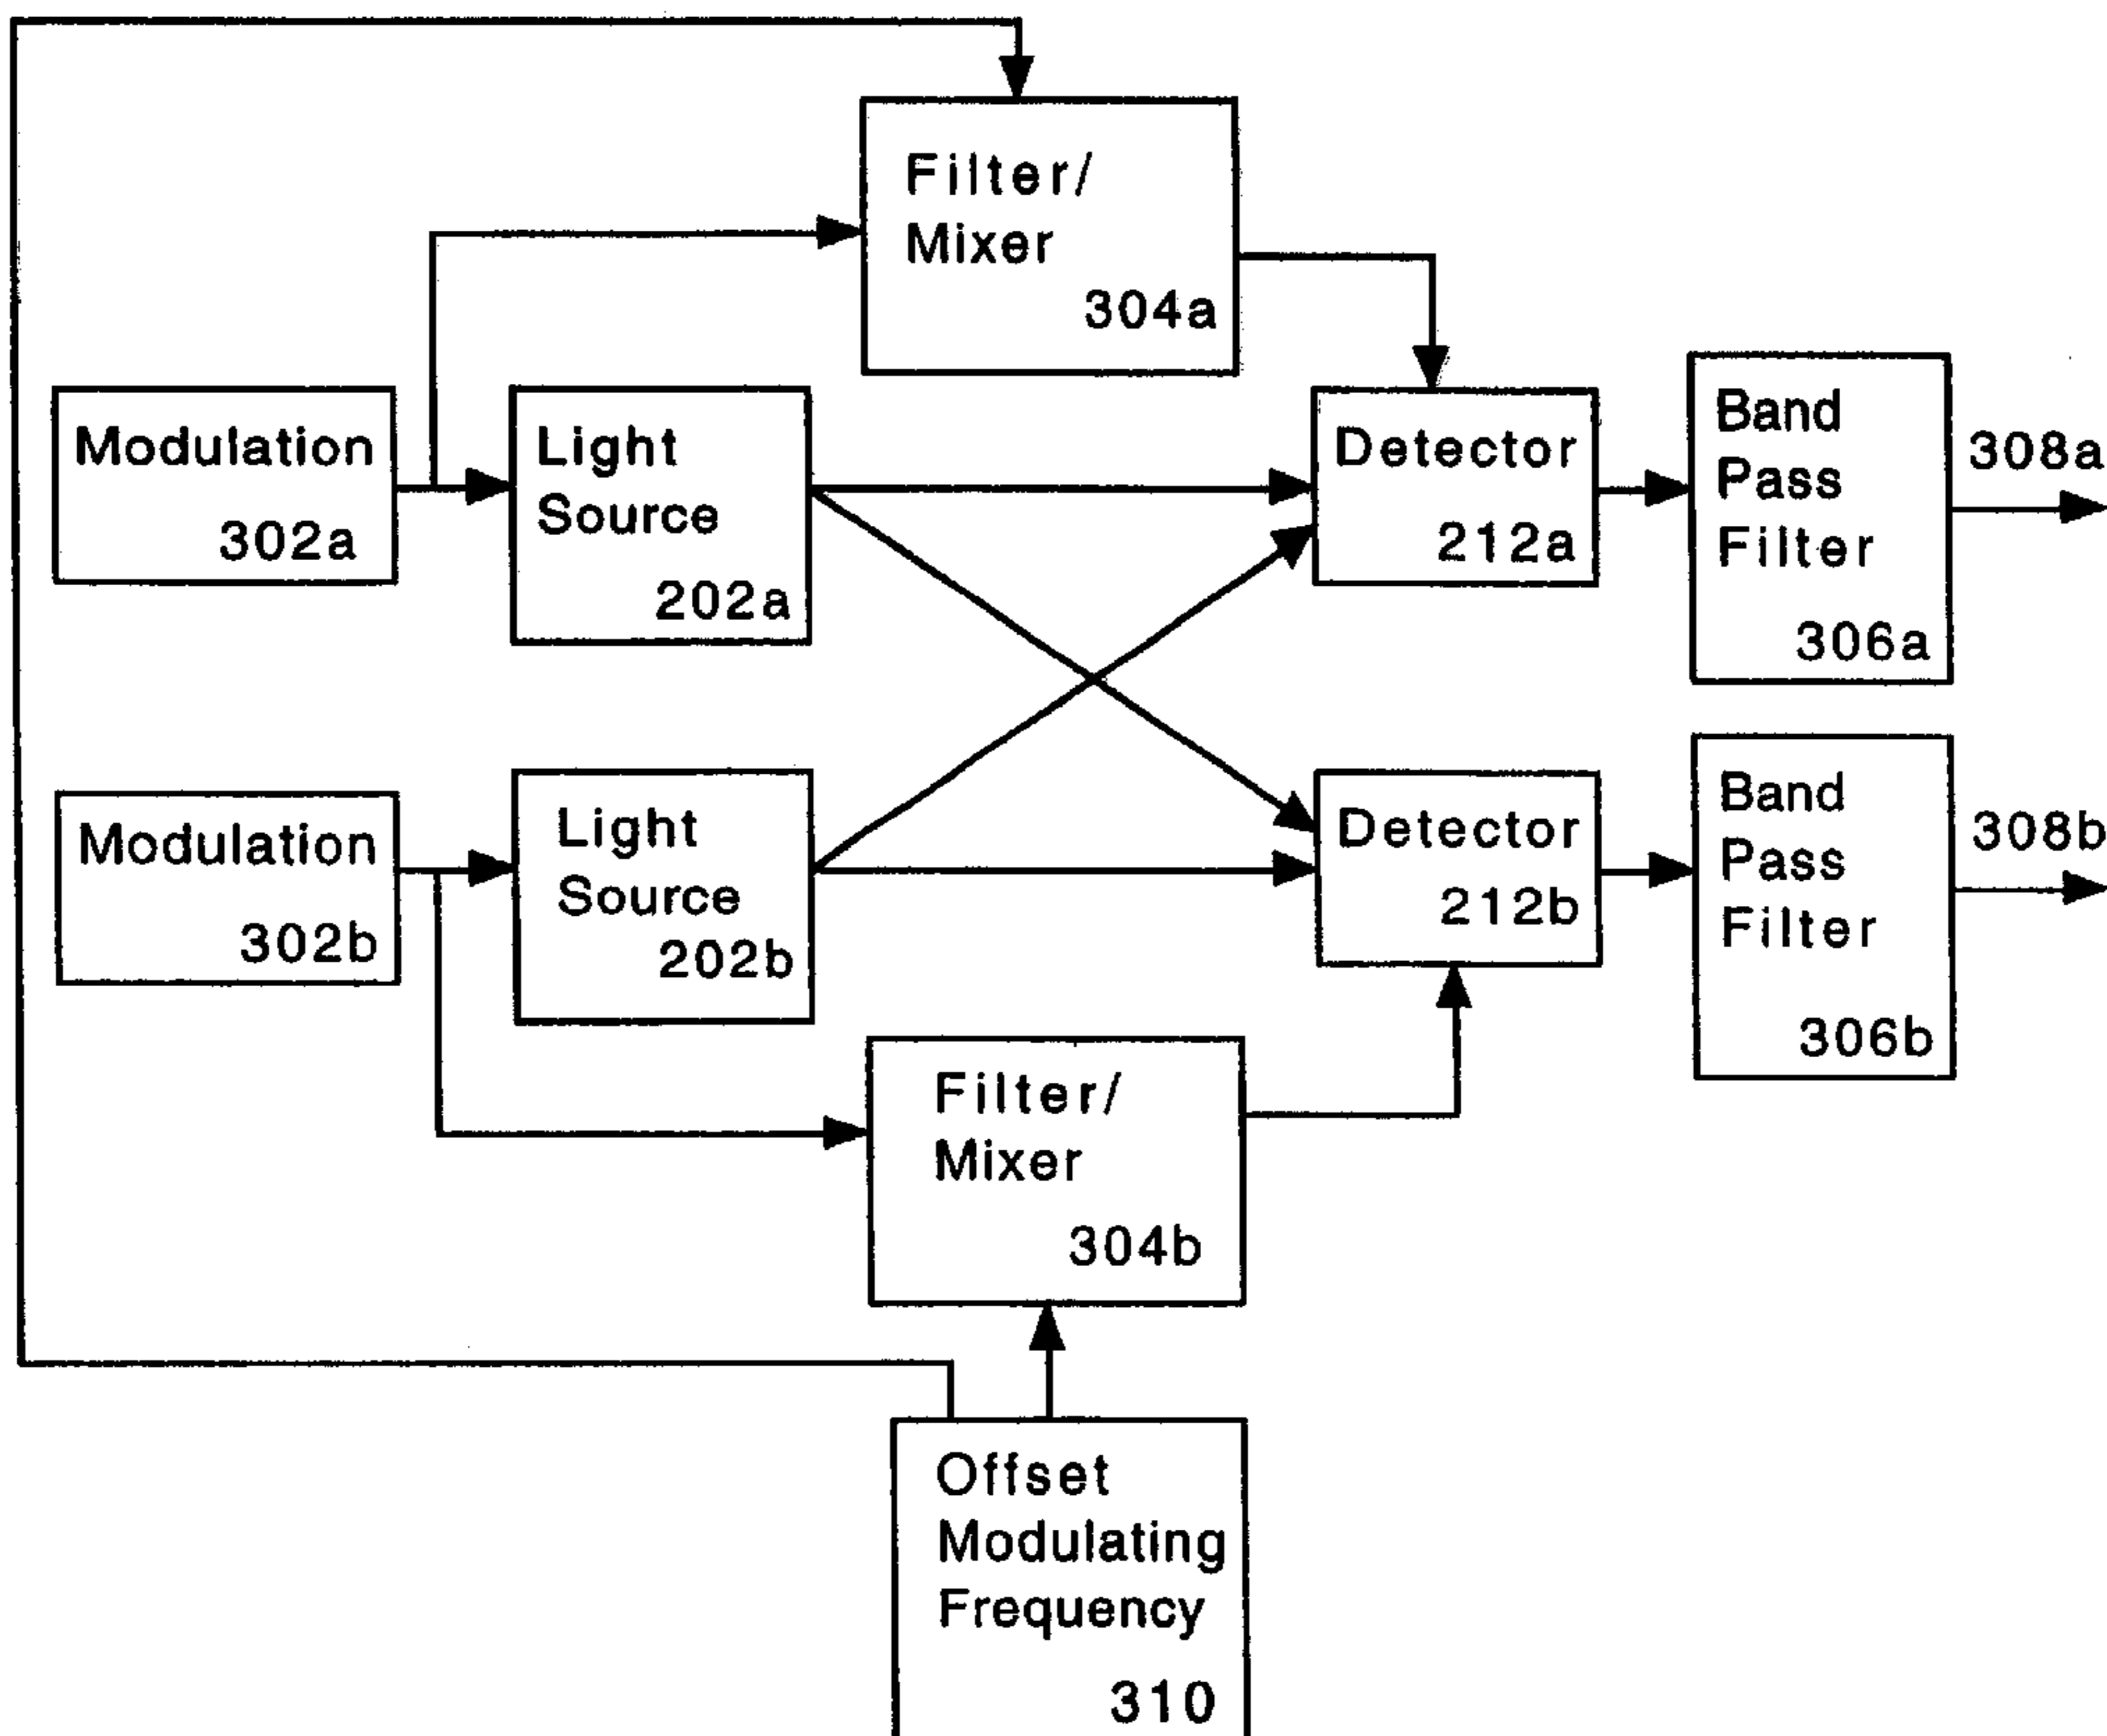 Filter/
Mixer
304a
Modulation
302a
Light
Source
202a
Detector
212a
Band
Pass
Filter
306a
308a
Modulation
302b
Light
Source
202b
Detector
212b
Band
Pass
Filter
306b
308b
Filter/
Mixer
304b
Offset
Modulating
Frequency
310